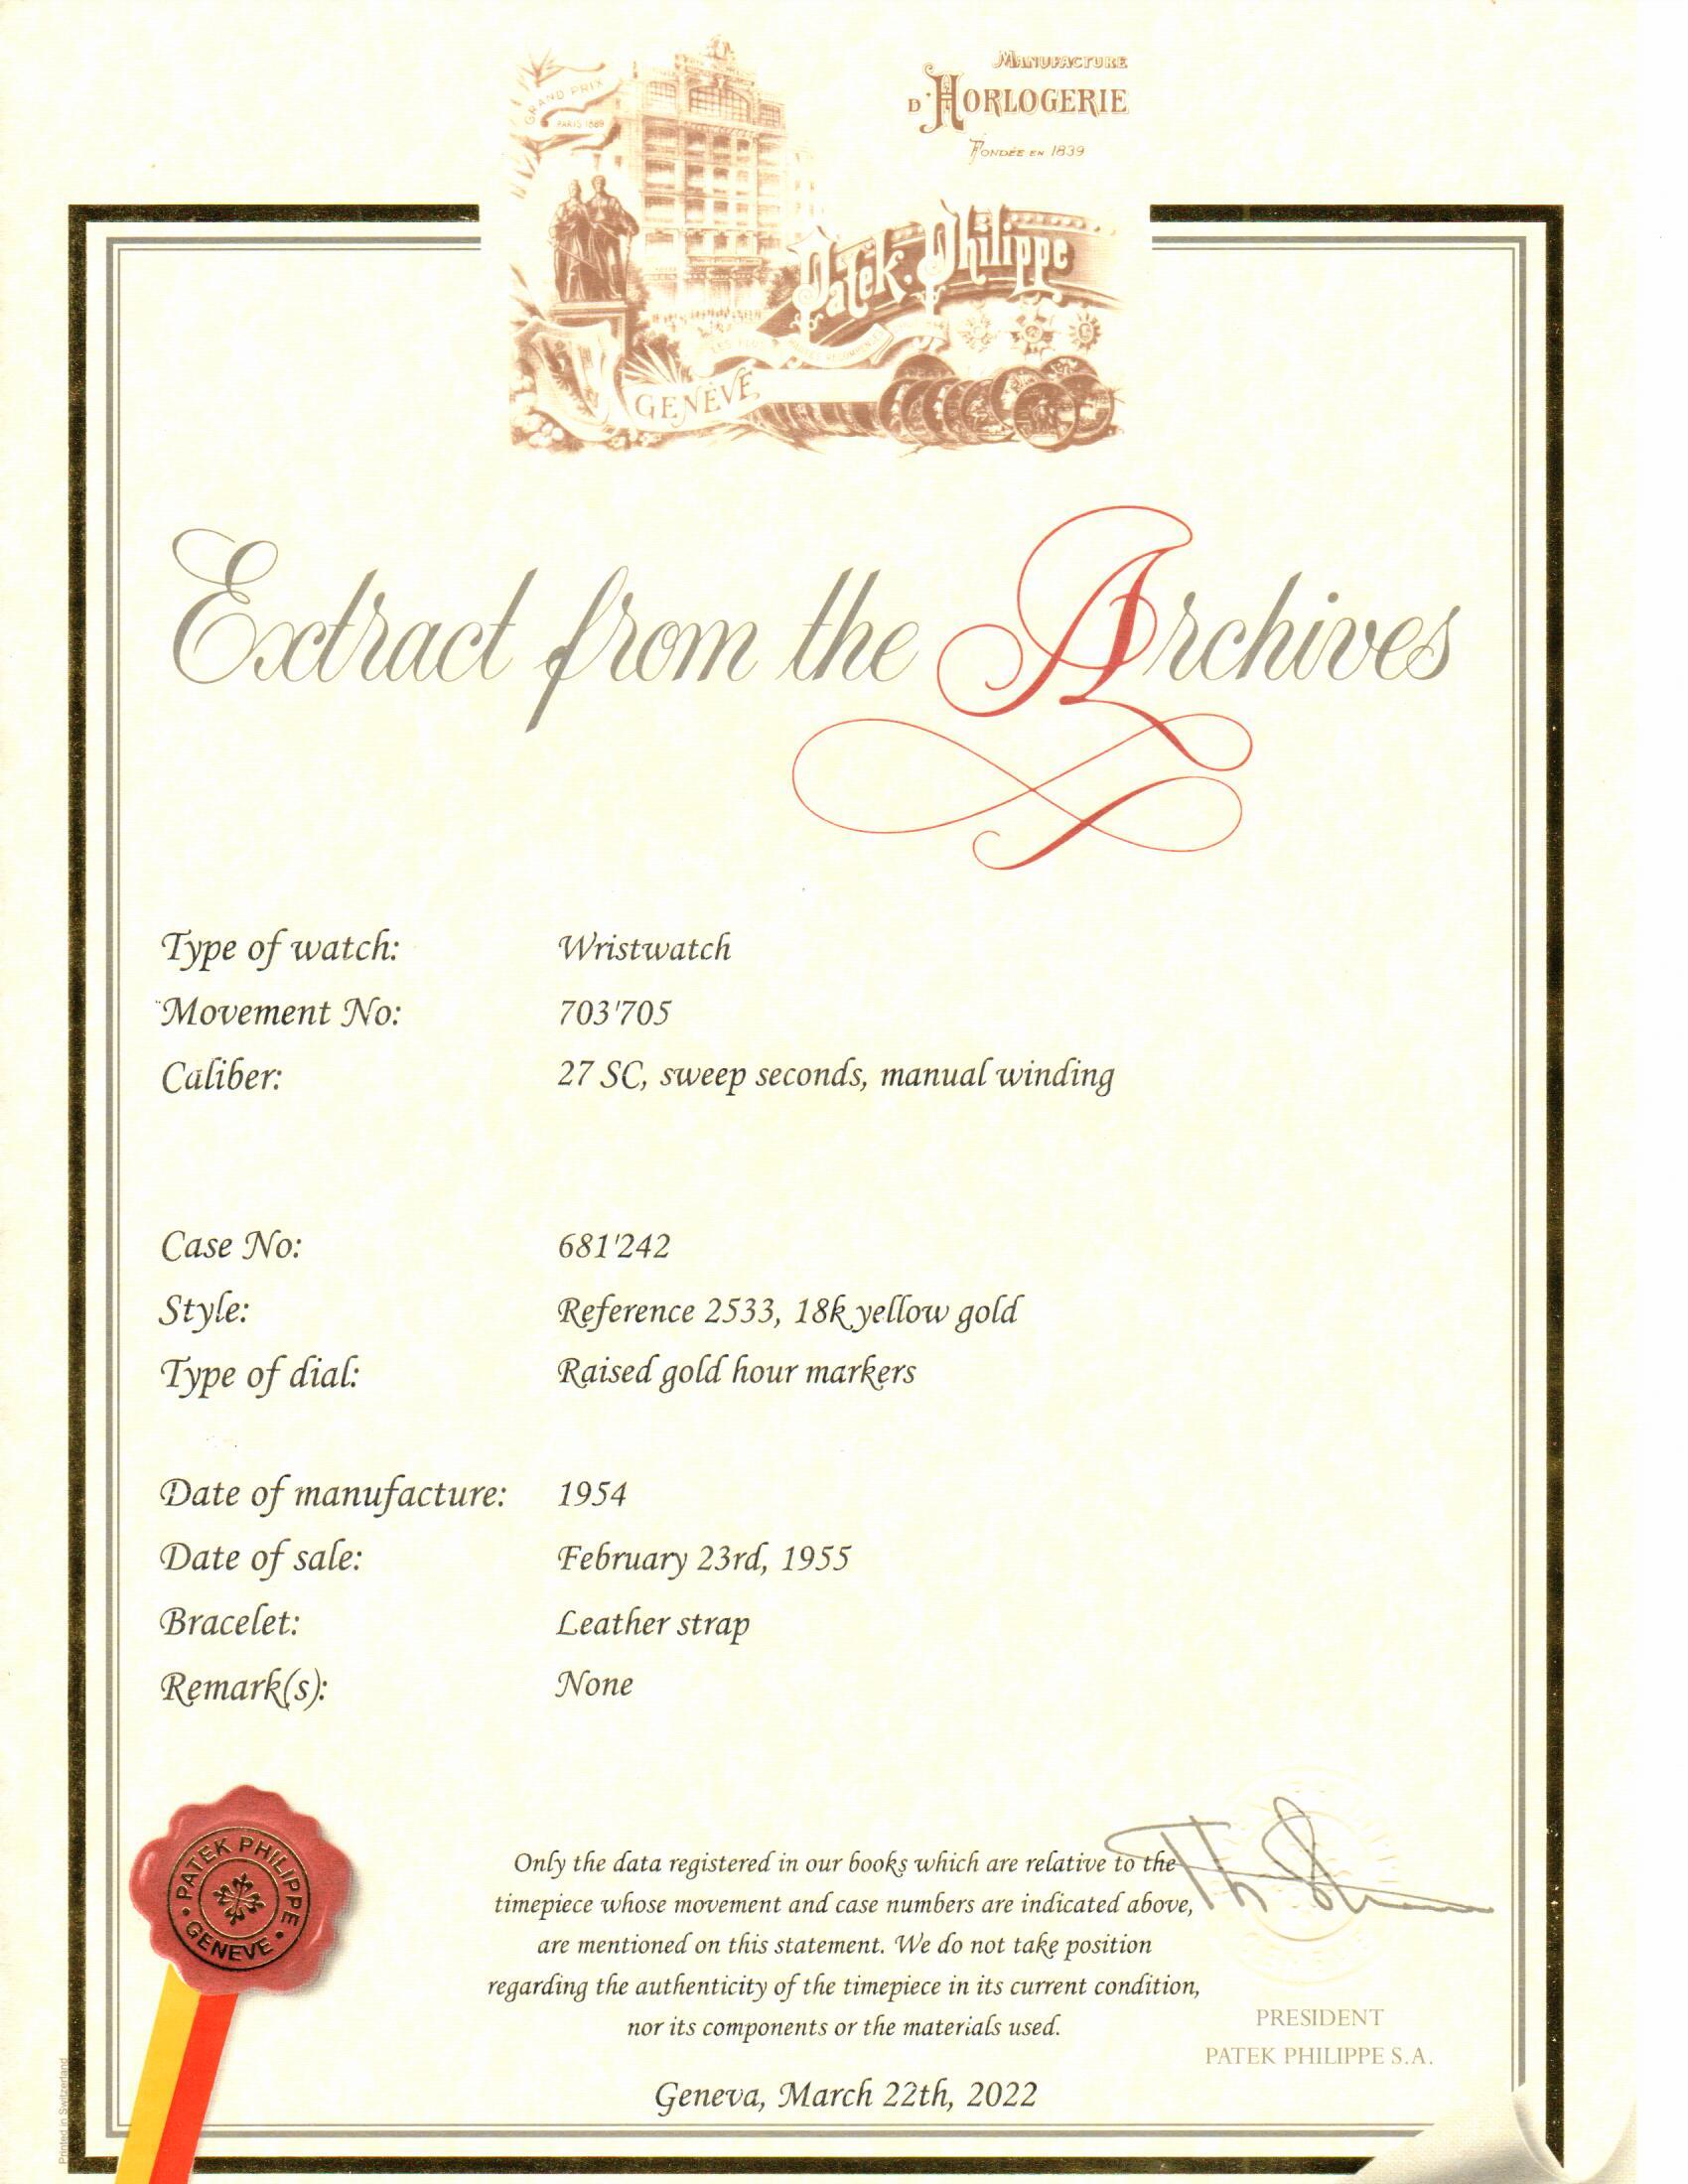 MANUFACTURE
D'HORLOGERIE
FONDÉE EN 1839
GRAND PRIX
PARIS 1889
Patek. Philippe
GENÈVE
Extract from the Archives
Type of watch: Wristwatch
Movement No: 703'705
Caliber: 27 SC, sweep seconds, manual winding
Case No: 681'242
Style: Reference 2533, 18k yellow gold
Type of dial: Raised gold hour markers
Date of manufacture: 1954
Date of sale: February 23rd, 1955
Bracelet: Leather strap
Remark(s): None
PATEK PHILIPPE
GENEVE
Only the data registered in our books which are relative to the
timepiece whose movement and case numbers are indicated above,
are mentioned on this statement. We do not take position
regarding the authenticity of the timepiece in its current condition,
nor its components or the materials used.
Geneva, March 22th, 2022
PRESIDENT
PATEK PHILIPPE S.A.
Printed in Switzerland